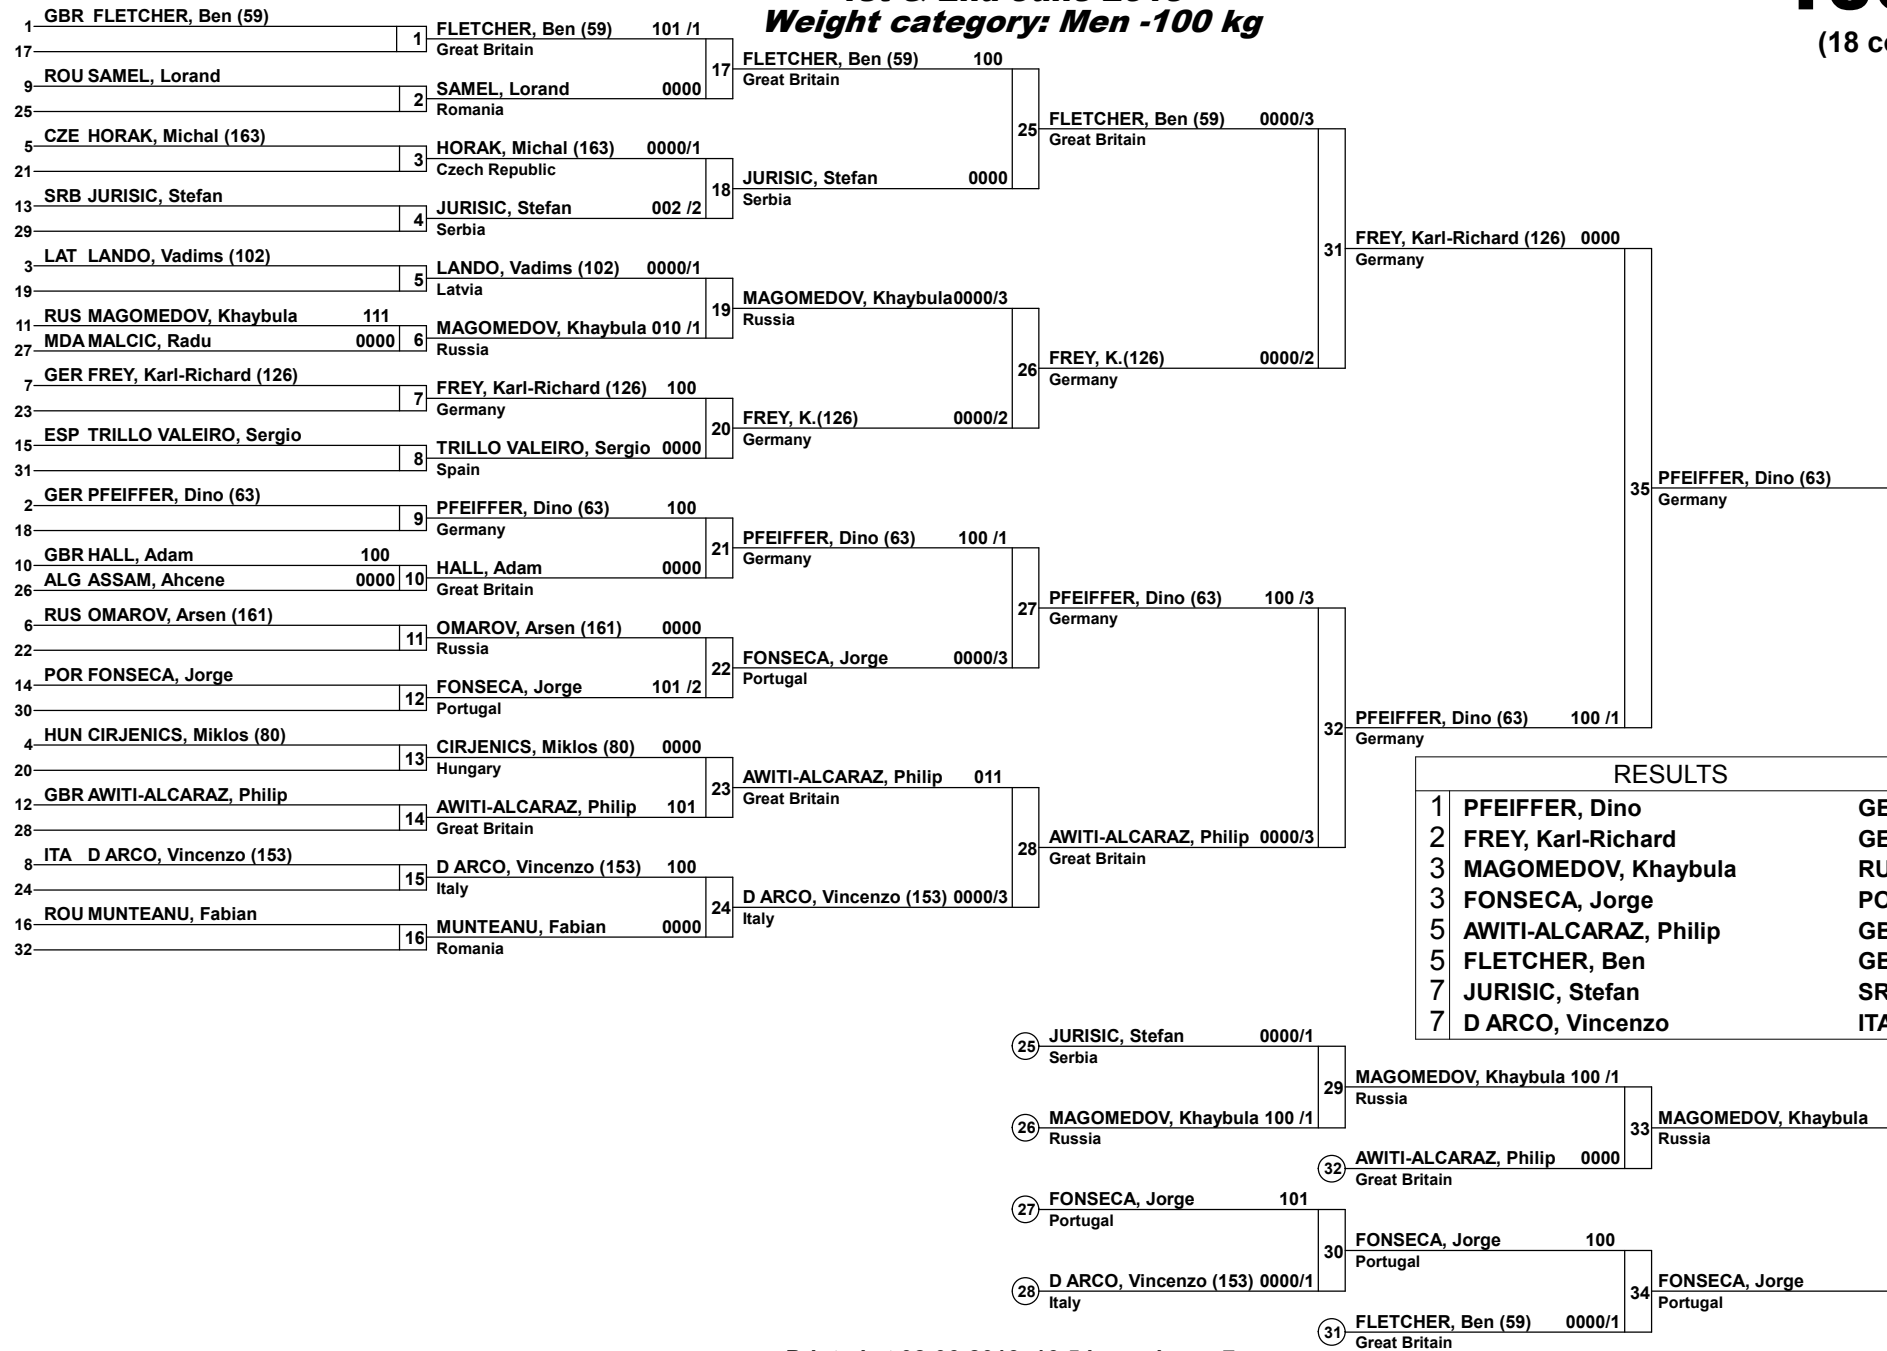 Weight category: Men -100 kg
(18
1 GBR FLETCHER, Ben (59)
17
1
9 ROU SAMEL, Lorand
25
2
5 CZE HORAK, Michal (163)
21
3
13 SRB JURISIC, Stefan
29
4
3 LAT LANDO, Vadims (102)
19
5
11 RUS MAGOMEDOV, Khaybula 111
27 MDA MALCIC, Radu 0000
6
7 GER FREY, Karl-Richard (126)
23
7
15 ESP TRILLO VALEIRO, Sergio
31
8
2 GER PFEIFFER, Dino (63)
18
9
10 GBR HALL, Adam 100
26 ALG ASSAM, Ahcene 0000
10
6 RUS OMAROV, Arsen (161)
22
11
14 POR FONSECA, Jorge
30
12
4 HUN CIRJENICS, Miklos (80)
20
13
12 GBR AWITI-ALCARAZ, Philip
28
14
8 ITA D ARCO, Vincenzo (153)
24
15
16 ROU MUNTEANU, Fabian
32
16
FLETCHER, Ben (59) 101 /1
Great Britain
17
SAMEL, Lorand 0000
Romania
HORAK, Michal (163) 0000/1
Czech Republic
18
JURISIC, Stefan 002 /2
Serbia
LANDO, Vadims (102) 0000/1
Latvia
19
MAGOMEDOV, Khaybula 010 /1
Russia
FREY, Karl-Richard (126) 100
Germany
20
TRILLO VALEIRO, Sergio 0000
Spain
PFEIFFER, Dino (63) 100
Germany
21
HALL, Adam 0000
Great Britain
OMAROV, Arsen (161) 0000
Russia
22
FONSECA, Jorge 101 /2
Portugal
CIRJENICS, Miklos (80) 0000
Hungary
23
AWITI-ALCARAZ, Philip 101
Great Britain
D ARCO, Vincenzo (153) 100
Italy
24
MUNTEANU, Fabian 0000
Romania
FLETCHER, Ben (59) 100
Great Britain
25
JURISIC, Stefan 0000
Serbia
MAGOMEDOV, Khaybula0000/3
Russia
26
FREY, K.(126) 0000/2
Germany
PFEIFFER, Dino (63) 100 /1
Germany
27
FONSECA, Jorge 0000/3
Portugal
AWITI-ALCARAZ, Philip 011
Great Britain
28
D ARCO, Vincenzo (153) 0000/3
Italy
FLETCHER, Ben (59) 0000/3
Great Britain
31
FREY, K.(126) 0000/2
Germany
PFEIFFER, Dino (63) 100 /3
Germany
32
AWITI-ALCARAZ, Philip 0000/3
Great Britain
FREY, Karl-Richard (126) 0000
Germany
35
PFEIFFER, Dino (63) 100 /1
Germany
PFEIFFER, Dino (63)
Germany
RESULTS
1 PFEIFFER, Dino
2 FREY, Karl-Richard
3 MAGOMEDOV, Khaybula
3 FONSECA, Jorge
5 AWITI-ALCARAZ, Philip
5 FLETCHER, Ben
7 JURISIC, Stefan
7 D ARCO, Vincenzo ITA
25 JURISIC, Stefan 0000/1
Serbia
29
26 MAGOMEDOV, Khaybula 100 /1
Russia
MAGOMEDOV, Khaybula 100 /1
Russia
33
32 AWITI-ALCARAZ, Philip 0000
Great Britain
MAGOMEDOV, Khaybula
Russia
27 FONSECA, Jorge 101
Portugal
30
28 D ARCO, Vincenzo (153) 0000/1
Italy
FONSECA, Jorge 100
Portugal
34
31 FLETCHER, Ben (59) 0000/1
Great Britain
FONSECA, Jorge
Portugal